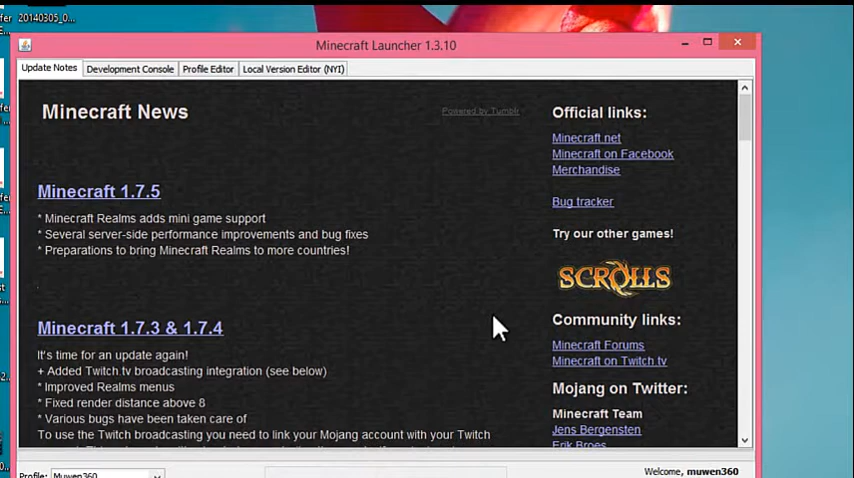 20140305_0...
Minecraft Launcher 1.3.10
Update Notes
Development Console
Profile Editor
Local Version Editor (NYI)
Minecraft News
Powered by Tumblr
Minecraft 1.7.5
* Minecraft Realms adds mini game support
* Several server-side performance improvements and bug fixes
* Preparations to bring Minecraft Realms to more countries!
Minecraft 1.7.3 & 1.7.4
It's time for an update again!
+ Added Twitch.tv broadcasting integration (see below)
* Improved Realms menus
* Fixed render distance above 8
* Various bugs have been taken care of
To use the Twitch broadcasting you need to link your Mojang account with your Twitch
Official links:
Minecraft.net
Minecraft on Facebook
Merchandise
Bug tracker
Try our other games!
SCROLLS
Community links:
Minecraft Forums
Minecraft on Twitch.tv
Mojang on Twitter:
Minecraft Team
Jens Bergensten
Erik Broes
Profile: Muwen360
Welcome, muwen360